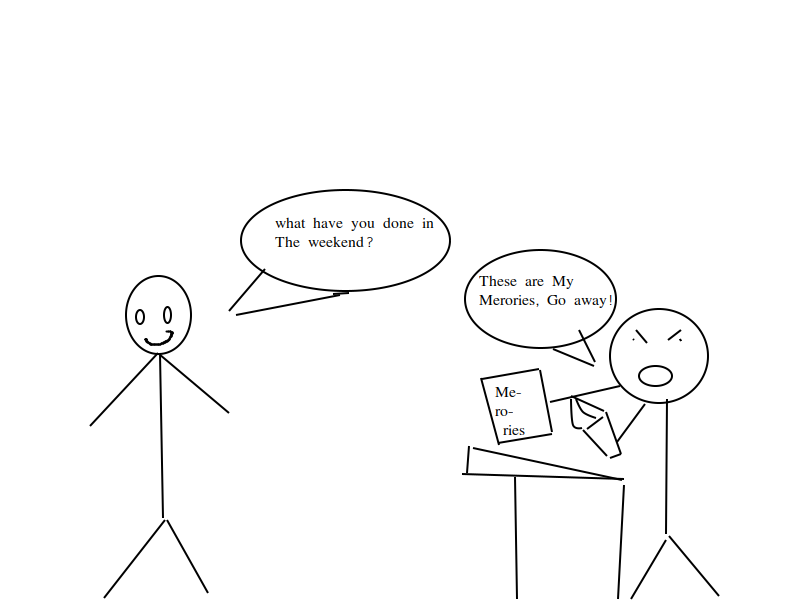 what have you done in
The weekend?
These are My
Merories, Go away!
Me-
ro-
ries